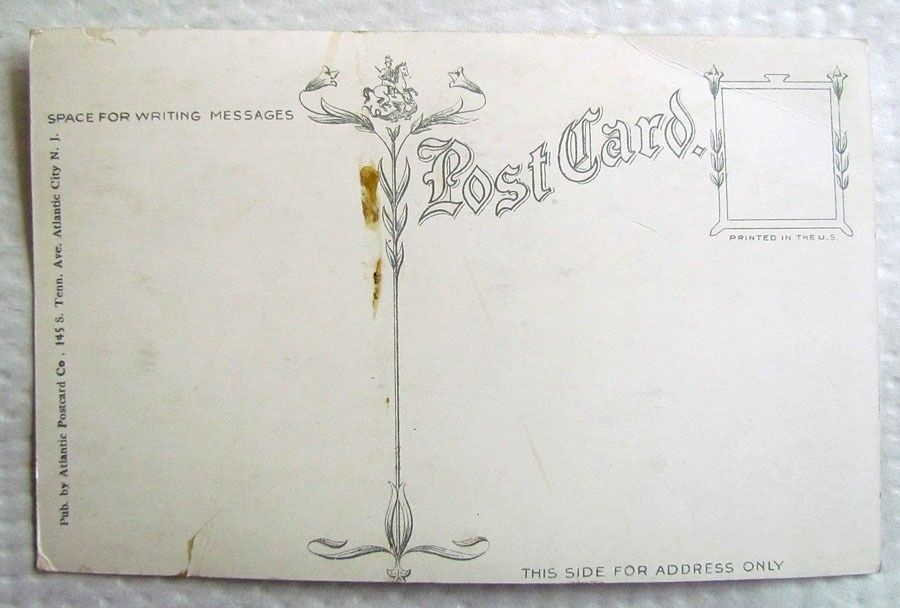 SPACE FOR WRITING MESSAGES
Post Card.
PRINTED IN THE U.S.
Pub. by Atlantic Postcard Co., 145 S. Tenn. Ave. Atlantic City N. J.
THIS SIDE FOR ADDRESS ONLY